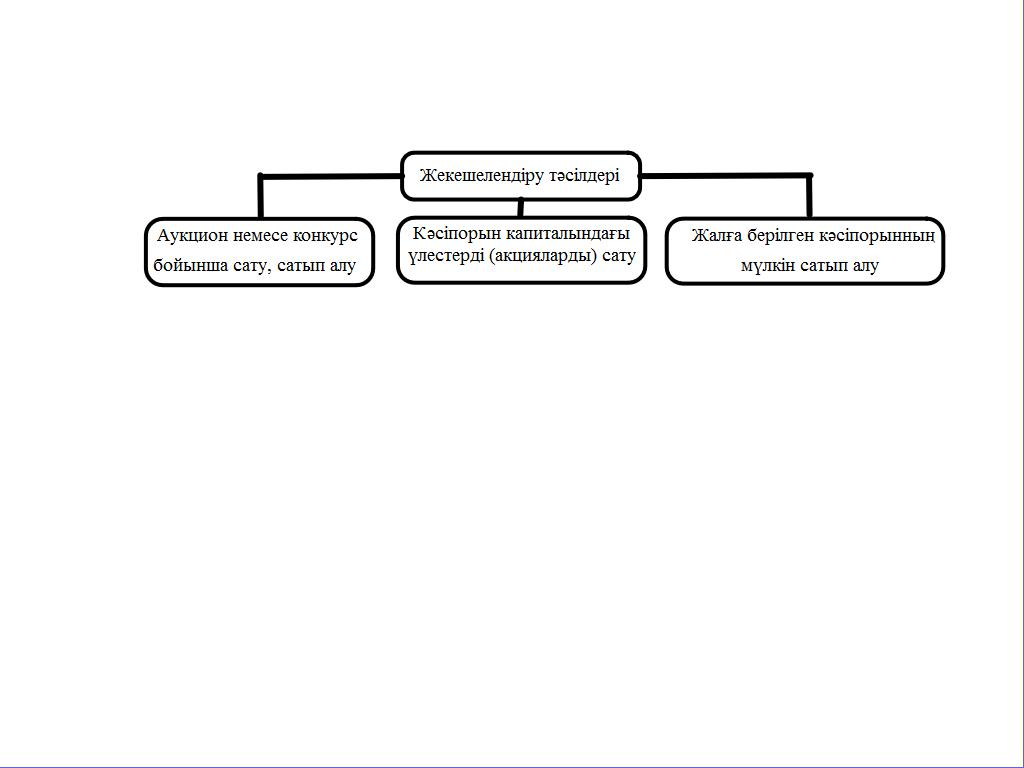 Жекешелендіру тәсілдері
Аукцион немесе конкурс
бойынша сату, сатып алу
Кәсіпорын капиталындағы
үлестерді (акцияларды) сату
Жалға берілген кәсіпорынның
мүлкін сатып алу